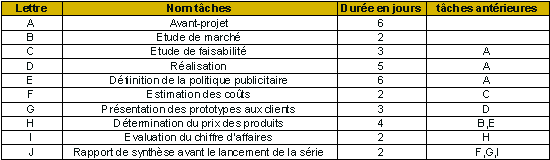 Lettre Nom tâches Durée en jours tâches antérieures
A Avant-projet 6
B Etude de marché 2
C Etude de faisabilité 3 A
D Réalisation 5 A
E Définition de la politique publicitaire 6 A
F Estimation des coûts 2 C
G Présentation des prototypes aux clients 3 D
H Détermination du prix des produits 4 B,E
I Evaluation du chiffre d'affaires 2 H
J Rapport de synthèse avant le lancement de la série 2 F,G,I